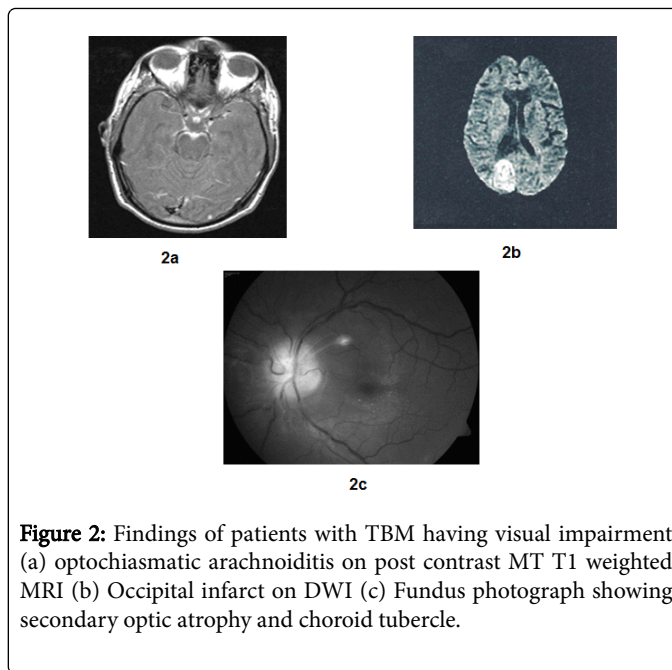 2a
2b
2c
Figure 2: Findings of patients with TBM having visual impairment
(a) optochiasmatic arachnoiditis on post contrast MT T1 weighted
MRI (b) Occipital infarct on DWI (c) Fundus photograph showing
secondary optic atrophy and choroid tubercle.